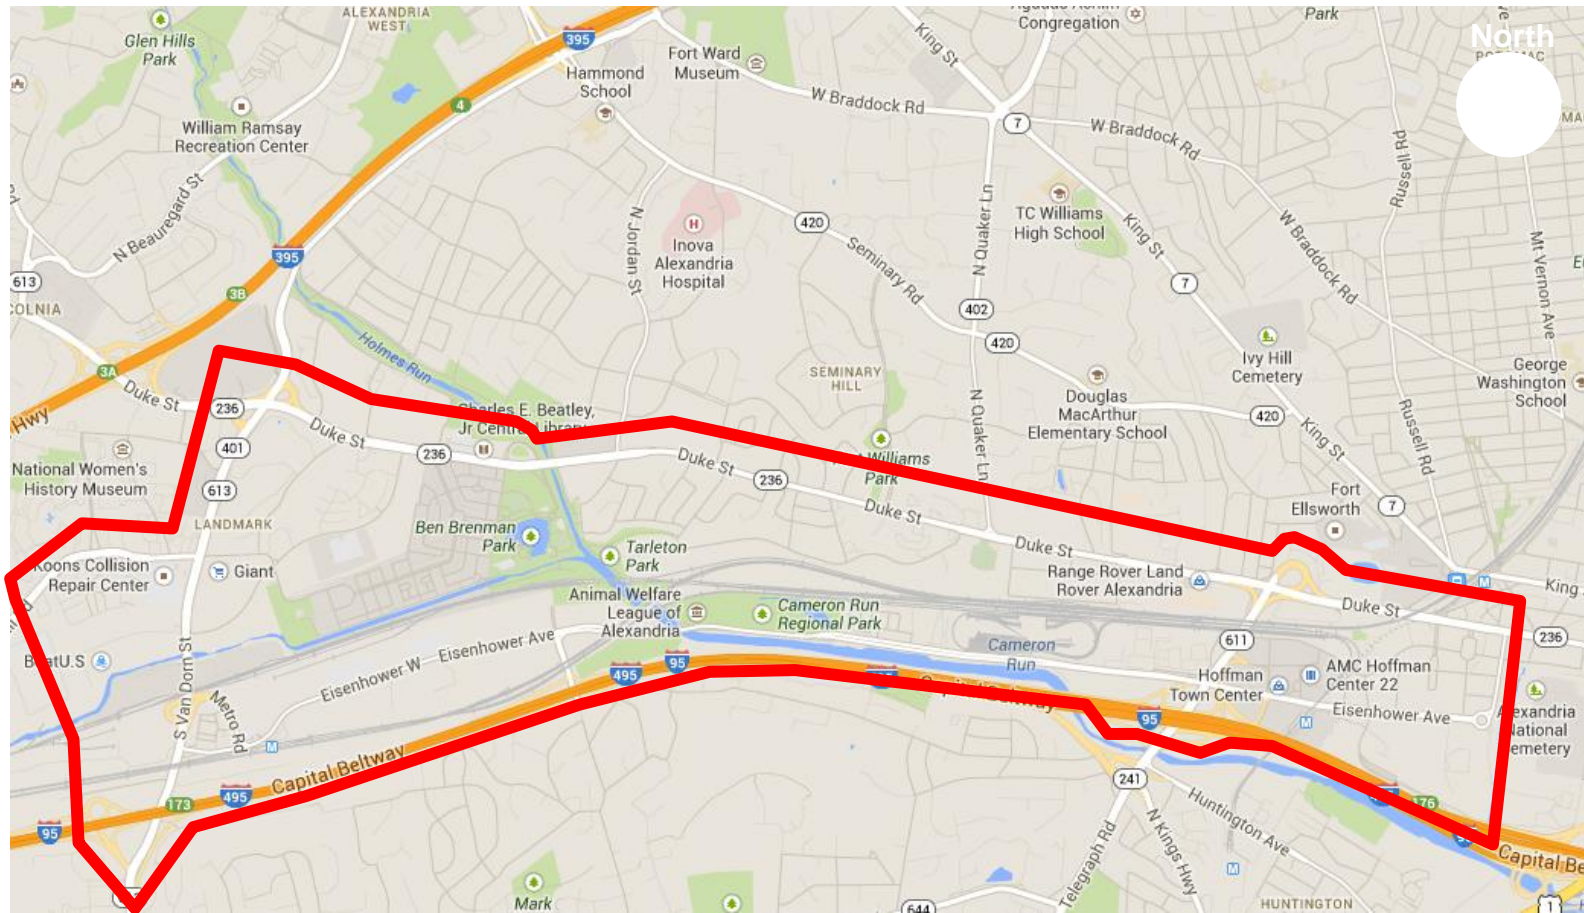 ALEXANDRIA
WEST
Glen Hills
Park
395
Fort Ward
Museum
Hammond
School
King St
Congregation
Park
North
4
William Ramsay
Recreation Center
W Braddock Rd
7
W Braddock Rd
Russell Rd
N Beauregard St
N Jordan St
Inova
Alexandria
Hospital
H
420
Seminary Rd
N Quaker Ln
TC Williams
High School
King St
W Braddock Rd
Mt Vernon Ave
395
613
3B
7
402
420
Holmes Run
3A
Duke St
236
Hwy
SEMINARY
HILL
Ivy Hill
Cemetery
George
Washington
School
Douglas
MacArthur
Elementary School
420
King St
Russell Rd
N Quaker Ln
Charles E. Beatley,
Jr Central Library
Duke St
401
236
Duke St
236
Williams
Park
National Women's
History Museum
613
LANDMARK
Duke St
Fort
Ellsworth
7
Ben Brenman
Park
Tarleton
Park
Duke St
Koons Collision
Repair Center
Giant
Range Rover Land
Rover Alexandria
M
King
Animal Welfare
League of
Alexandria
Cameron Run
Regional Park
Duke St
236
611
Eisenhower Ave
Cameron
Run
S Van Dorn St
Eisenhower W
495
95
Hoffman
Town Center
AMC Hoffman
Center 22
Metro Rd
M
95
M
Eisenhower Ave
Alexandria
National
Cemetery
Capital Beltway
241
173
495
95
176
Huntington Ave
N Kings Hwy
Telegraph Rd
M
Capital Be
Mark
644
HUNTINGTON
1